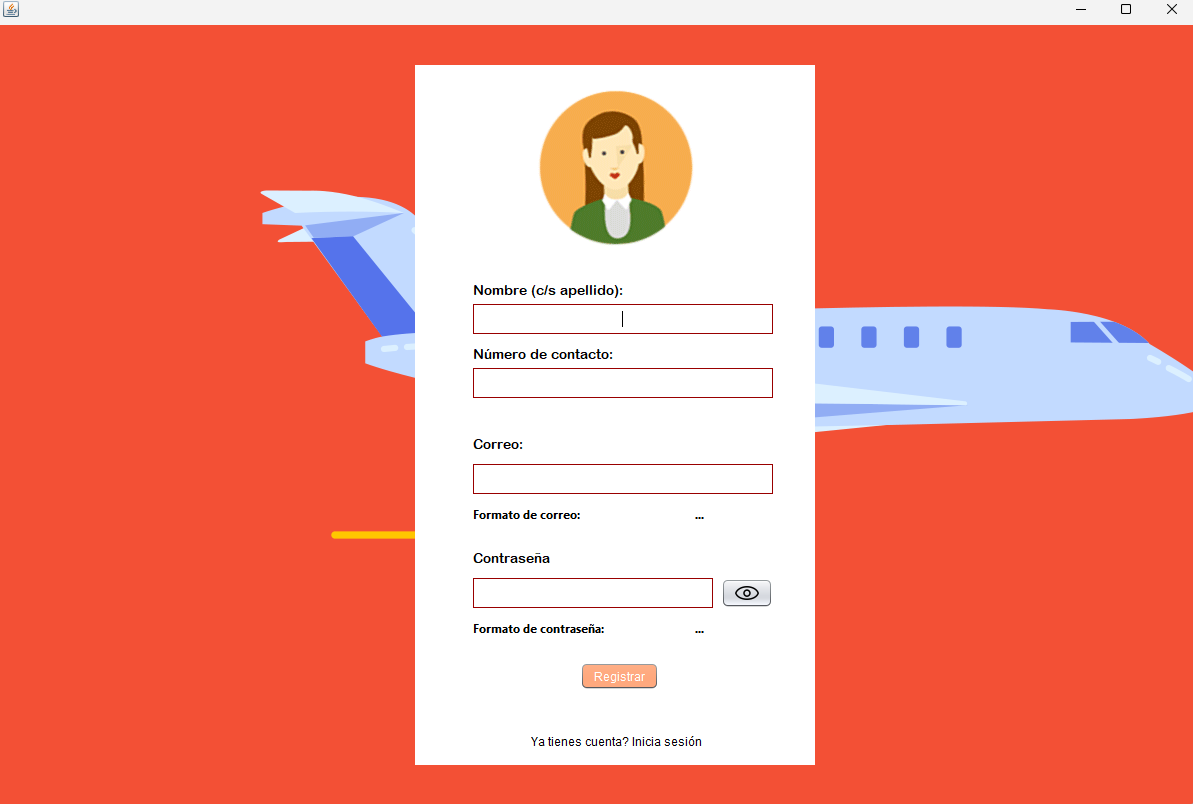 Nombre (c/s apellido):
Número de contacto:
Correo:
Formato de correo: ...
Contraseña
Formato de contraseña: ...
Registrar
Ya tienes cuenta? Inicia sesión